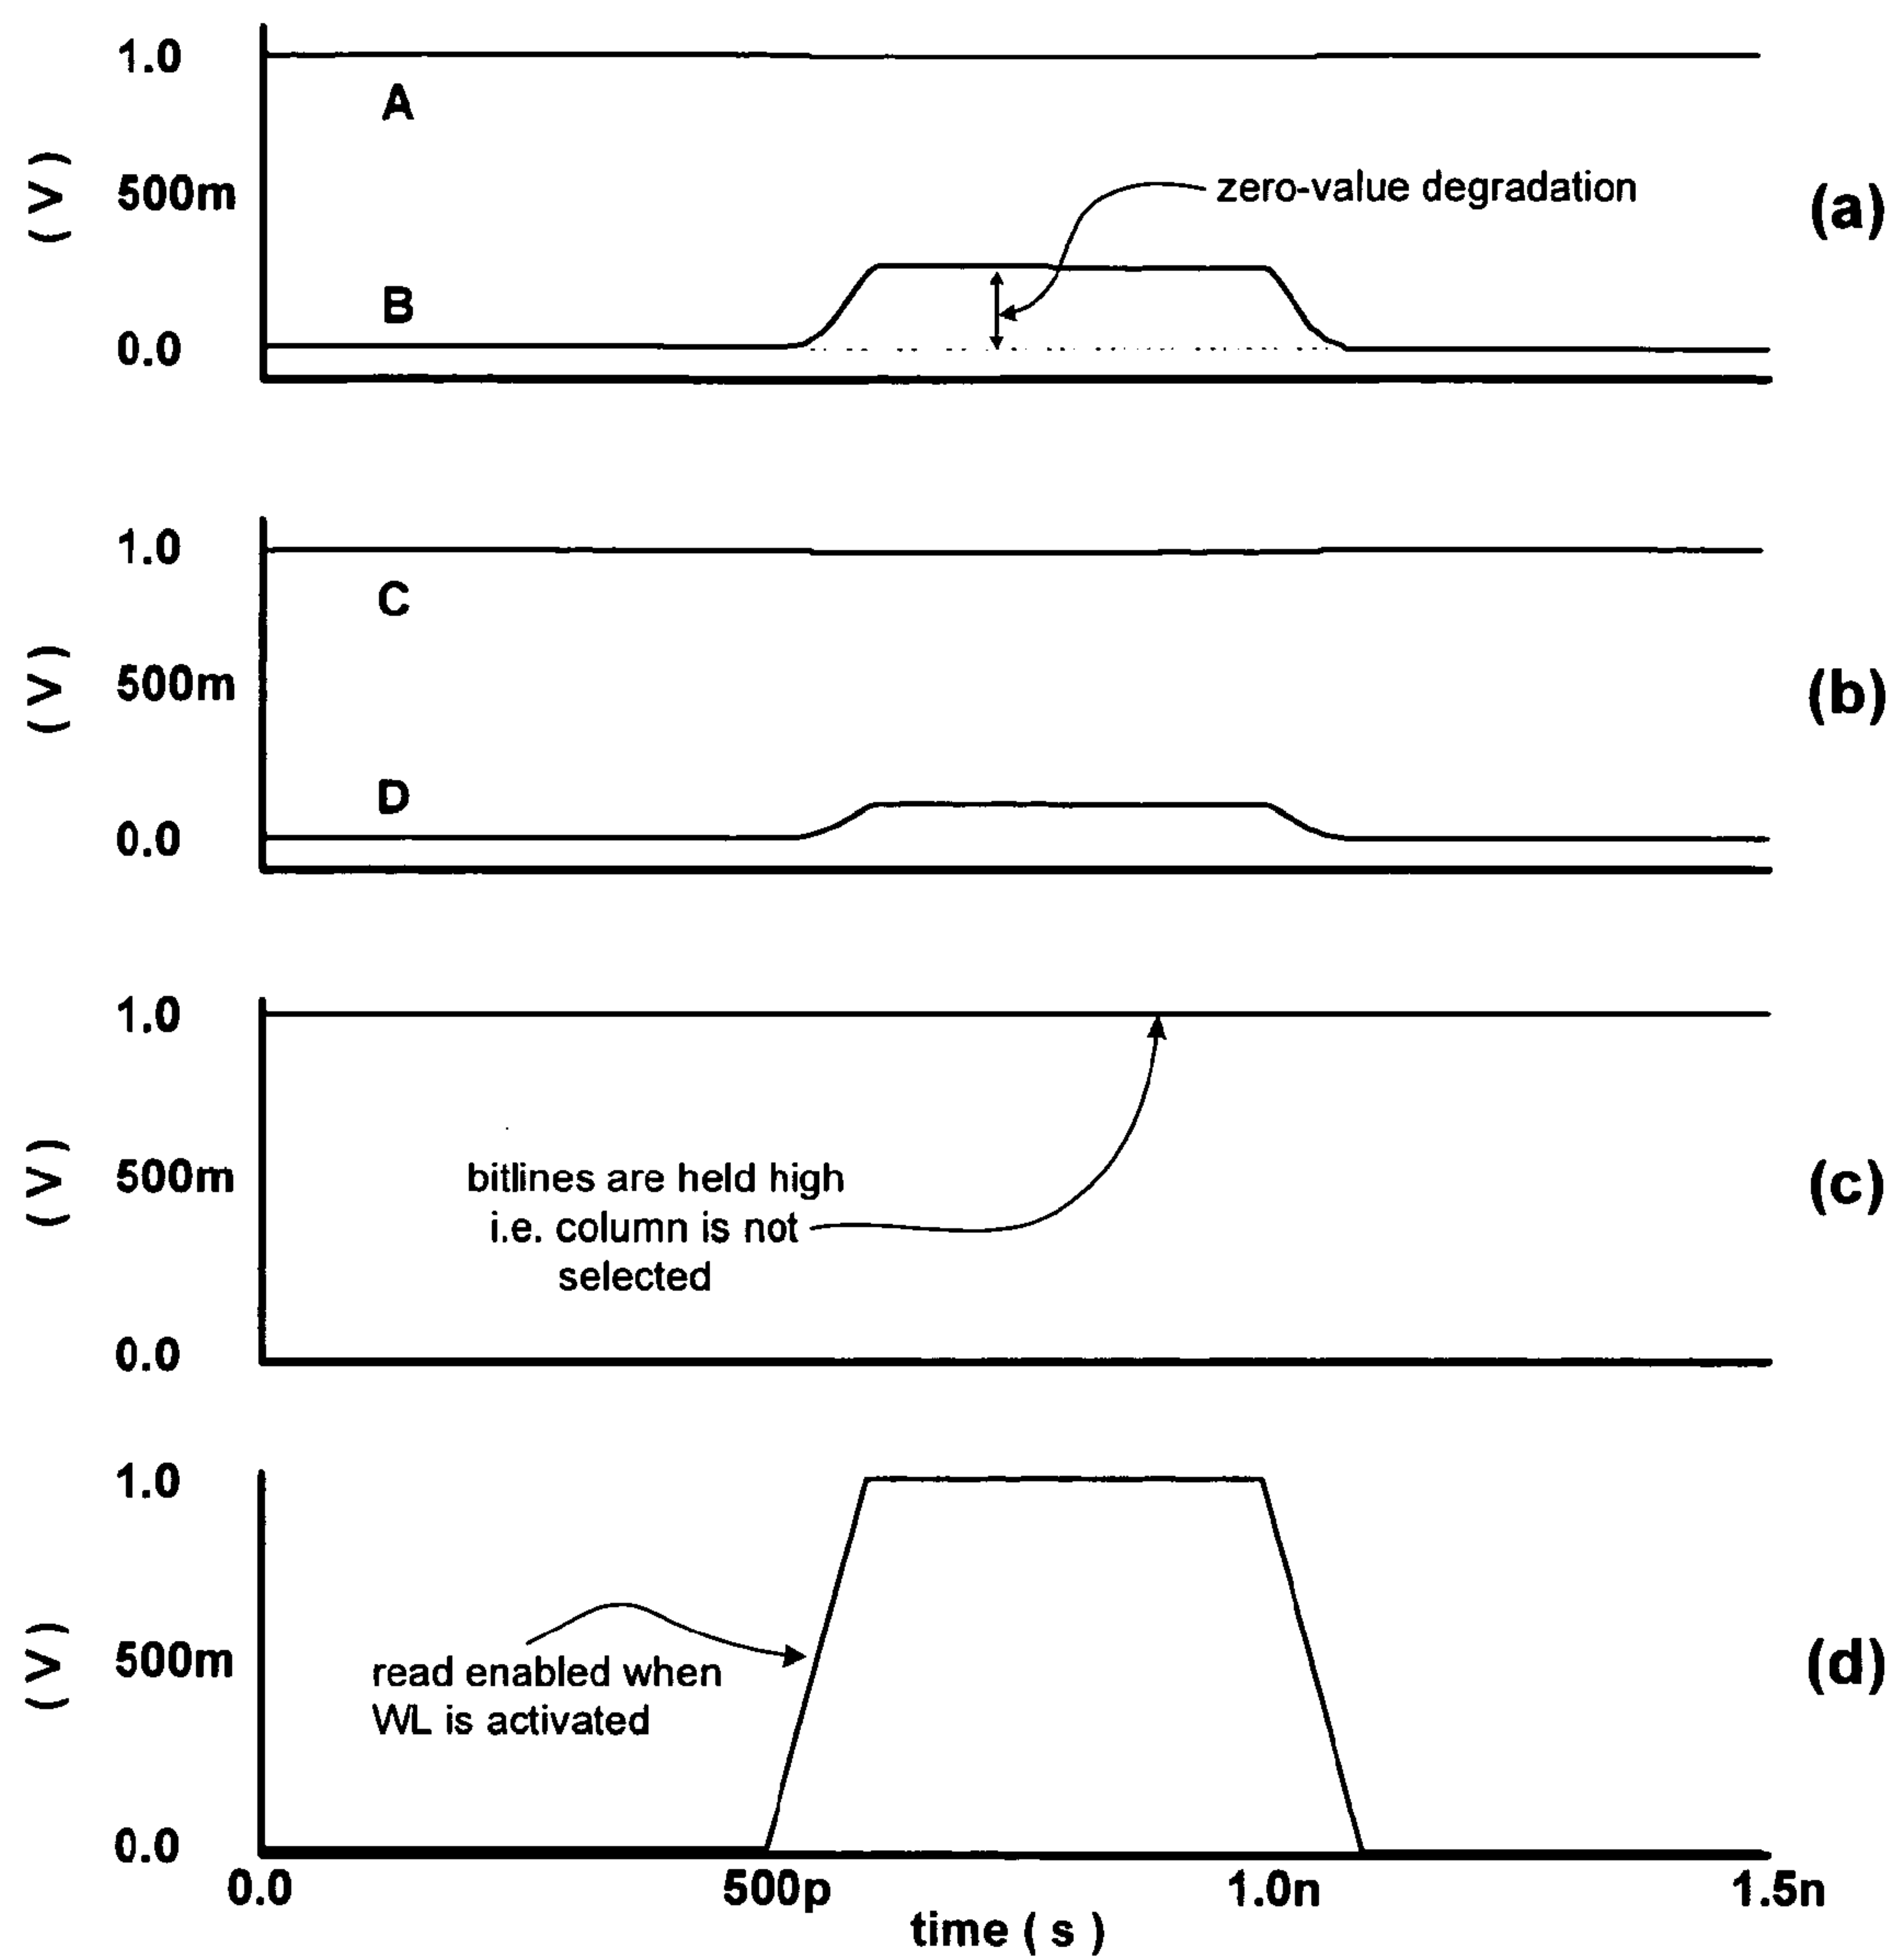 1.0
A
( V )
500m
zero-value degradation
(a)
B
0.0
1.0
C
( V )
500m
(b)
D
0.0
1.0
( V )
500m
bitlines are held high
i.e. column is not
selected
(c)
0.0
1.0
( V )
500m
read enabled when
WL is activated
(d)
0.0
0.0
500p
1.0n
1.5n
time ( s )